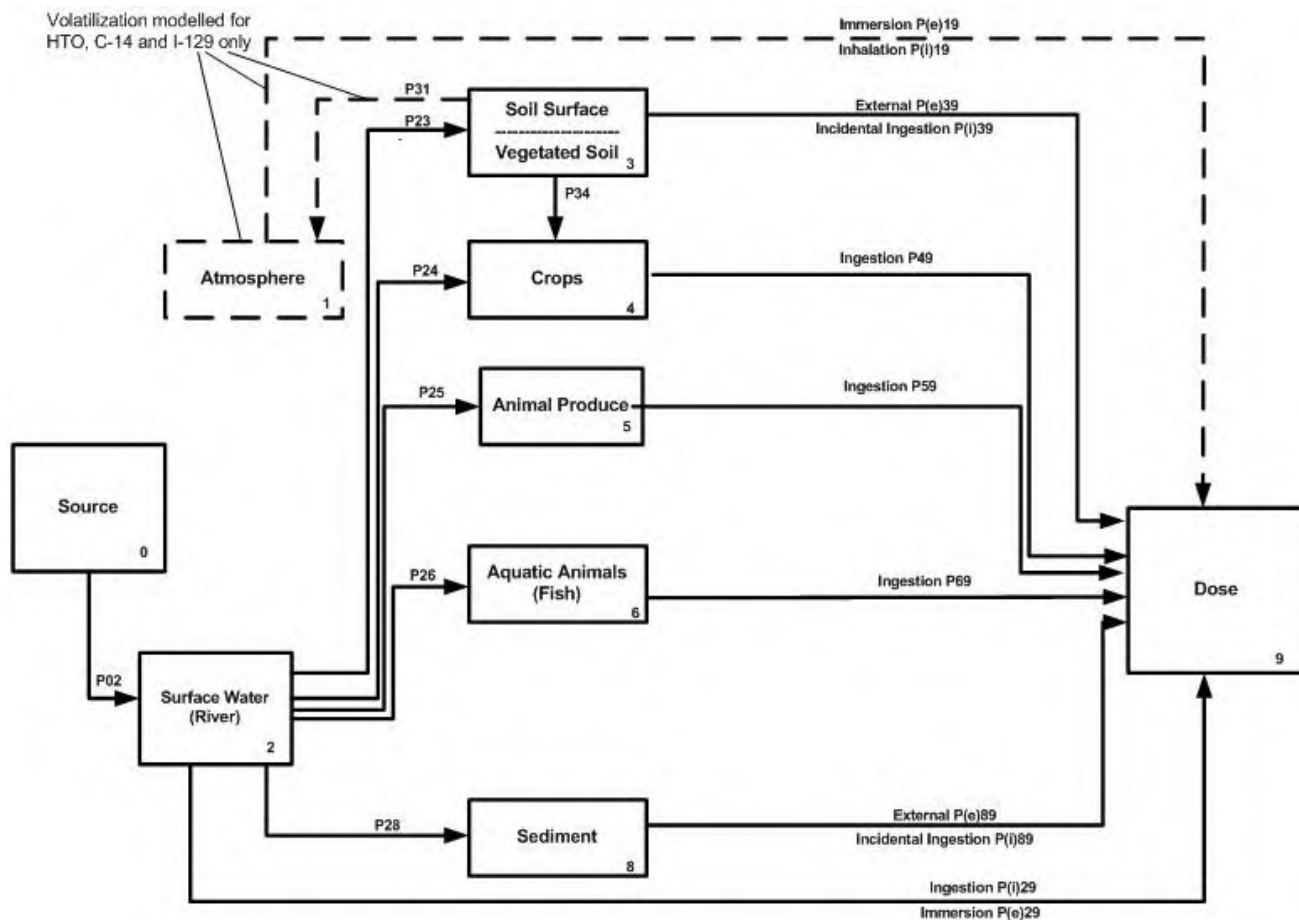 Volatilization modelled for
HTO, C-14 and I-129 only
Immersion P(e)19
Inhalation P(i)19
P31
P23
Soil Surface
Vegetated Soil
3
External P(e)39
Incidental Ingestion P(i)39
P34
Atmosphere
1
P24
Crops
4
Ingestion P49
P25
Animal Produce
5
Ingestion P59
Source
0
P26
Aquatic Animals
(Fish)
6
Ingestion P69
Dose
9
P02
Surface Water
(River)
2
P28
Sediment
8
External P(e)89
Incidental Ingestion P(i)89
Ingestion P(i)29
Immersion P(e)29